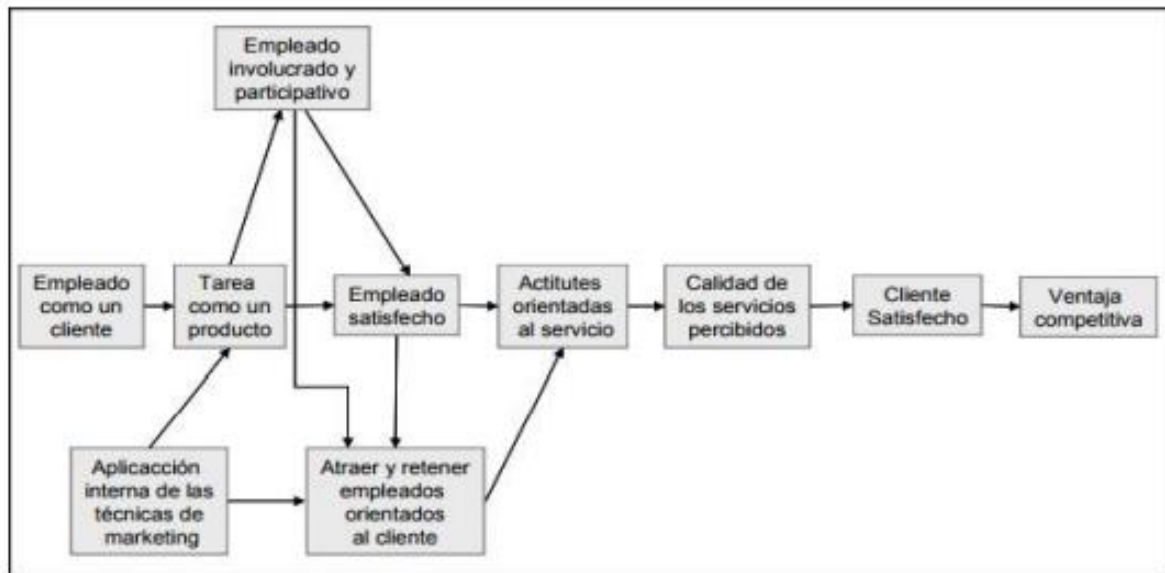 Empleado
involucrado y
participativo
Empleado
como un
cliente
Tarea
como un
producto
Empleado
satisfecho
Actitutes
orientadas
al servicio
Calidad de
los servicios
percibidos
Cliente
Satisfecho
Ventaja
competitiva
Aplicacción
interna de las
técnicas de
marketing
Atraer y retener
empleados
orientados
al cliente